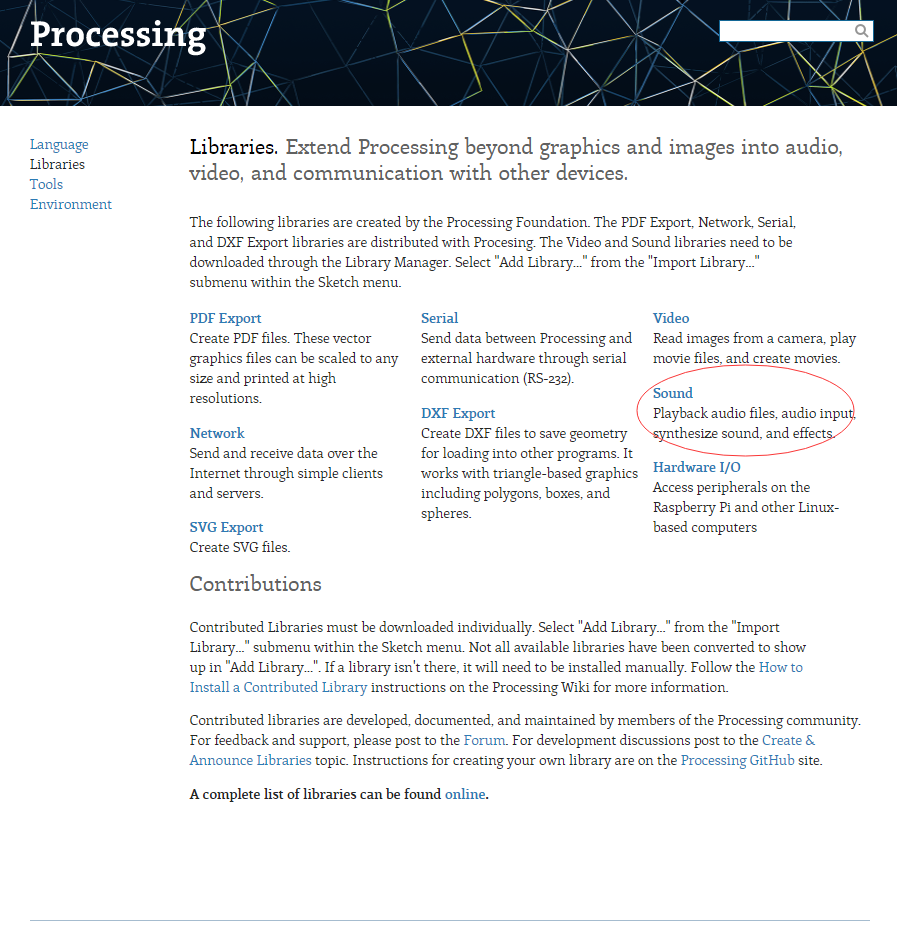 Processing
Language
Libraries
Tools
Environment
Libraries. Extend Processing beyond graphics and images into audio,
video, and communication with other devices.
The following libraries are created by the Processing Foundation. The PDF Export, Network, Serial,
and DXF Export libraries are distributed with Procesing. The Video and Sound libraries need to be
downloaded through the Library Manager. Select "Add Library..." from the "Import Library..."
submenu within the Sketch menu.
PDF Export
Create PDF files. These vector
graphics files can be scaled to any
size and printed at high
resolutions.
Network
Send and receive data over the
Internet through simple clients
and servers.
SVG Export
Create SVG files.
Serial
Send data between Processing and
external hardware through serial
communication (RS-232).
DXF Export
Create DXF files to save geometry
for loading into other programs. It
works with triangle-based graphics
including polygons, boxes, and
spheres.
Video
Read images from a camera, play
movie files, and create movies.
Sound
Playback audio files, audio input,
synthesize sound, and effects.
Hardware I/O
Access peripherals on the
Raspberry Pi and other Linux-
based computers
Contributions
Contributed Libraries must be downloaded individually. Select "Add Library..." from the "Import
Library..." submenu within the Sketch menu. Not all available libraries have been converted to show
up in "Add Library...". If a library isn't there, it will need to be installed manually. Follow the How to
Install a Contributed Library instructions on the Processing Wiki for more information.
Contributed libraries are developed, documented, and maintained by members of the Processing community.
For feedback and support, please post to the Forum. For development discussions post to the Create &
Announce Libraries topic. Instructions for creating your own library are on the Processing GitHub site.
A complete list of libraries can be found online.